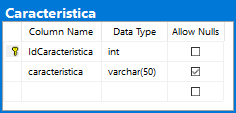 Caracteristica
Column Name Data Type Allow Nulls
IdCaracteristica int
caracteristica varchar(50)